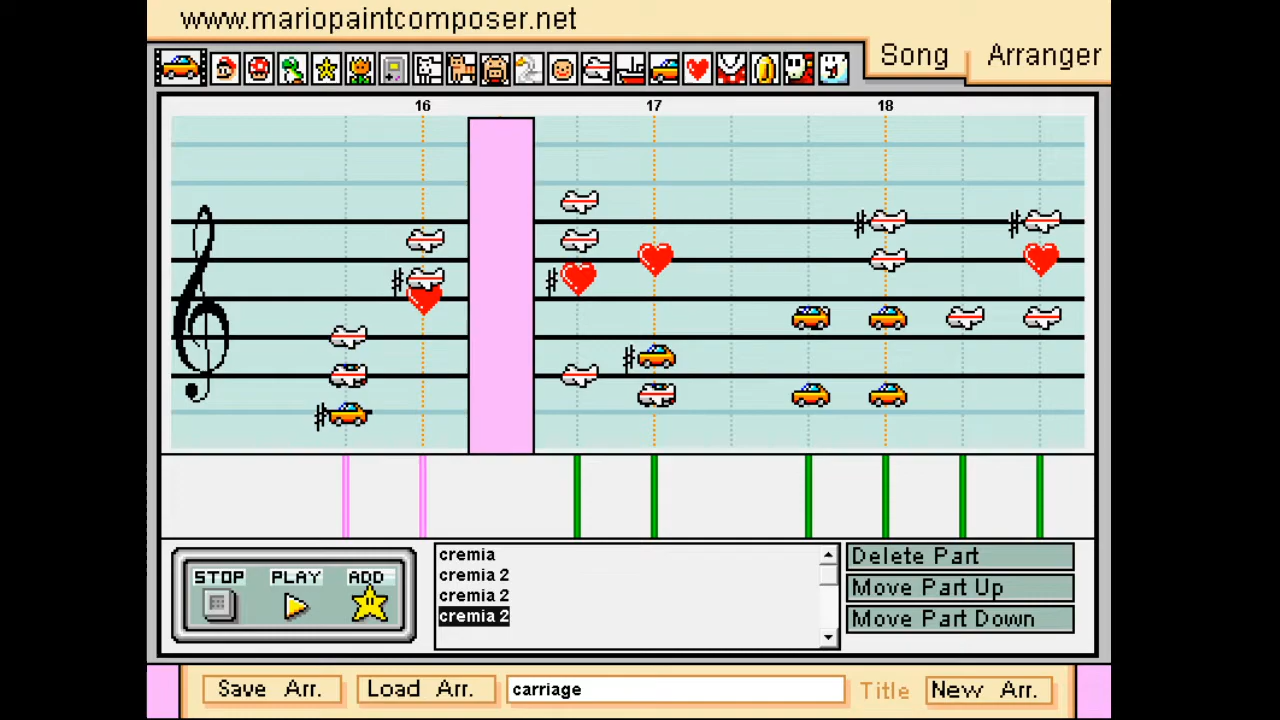 www.mariopaintcomposer.net
Song
Arranger
16
17
18
STOP
PLAY
ADD
cremia
cremia 2
cremia 2
cremia 2
Delete Part
Move Part Up
Move Part Down
Save Arr.
Load Arr.
carriage
Title
New Arr.